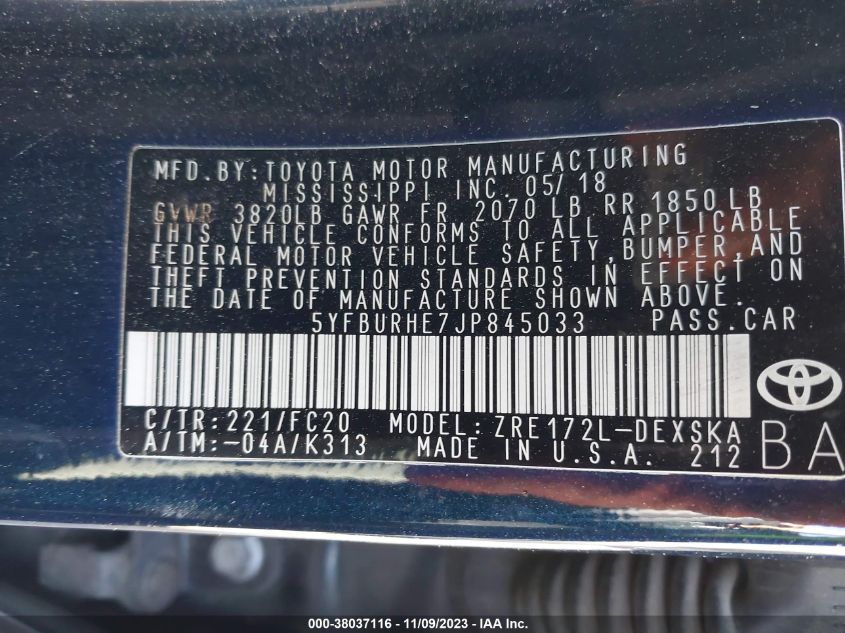 MFD.BY:TOYOTA MOTOR MANUFACTURING
MISSISSIPPI INC. 05/18
GVWR 3820LB GAWR FR 2070 LB RR 1850 LB
THIS VEHICLE CONFORMS TO ALL APPLICABLE
FEDERAL MOTOR VEHICLE SAFETY,BUMPER,AND
THEFT PREVENTION STANDARDS IN EFFECT ON
THE DATE OF MANUFACTURE SHOWN ABOVE.
5YFBURHE7JP845033 PASS.CAR
C/TR:221/FC20 MODEL:ZRE172L-DEXSKA
A/TM:-04A/K313 MADE IN U.S.A. 212 BA
000-38037116 - 11/09/2023 - IAA Inc.